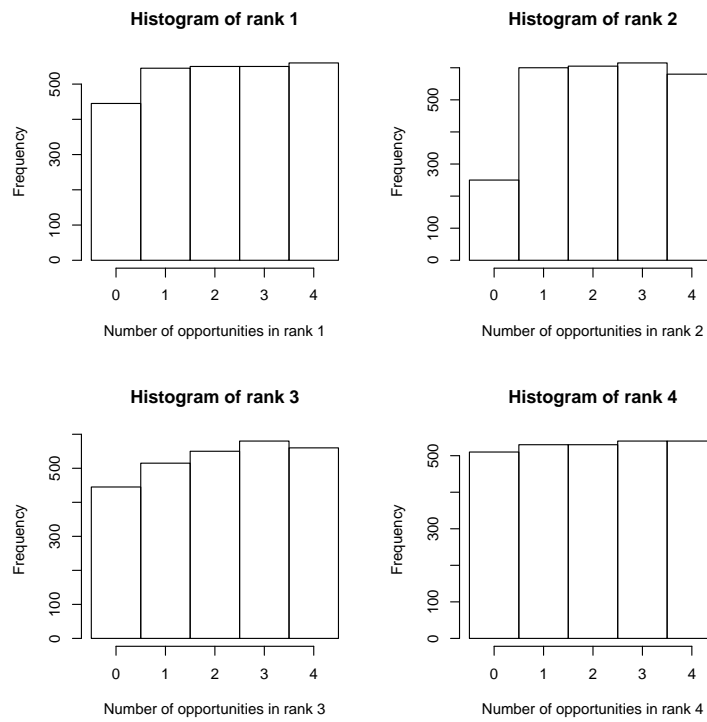 Histogram of rank 1
Frequency
0 100 300 500
0 1 2 3 4
Number of opportunities in rank 1
Histogram of rank 2
Frequency
0 100 300 500
0 1 2 3 4
Number of opportunities in rank 2
Histogram of rank 3
Frequency
0 100 300 500
0 1 2 3 4
Number of opportunities in rank 3
Histogram of rank 4
Frequency
0 100 300 500
0 1 2 3 4
Number of opportunities in rank 4